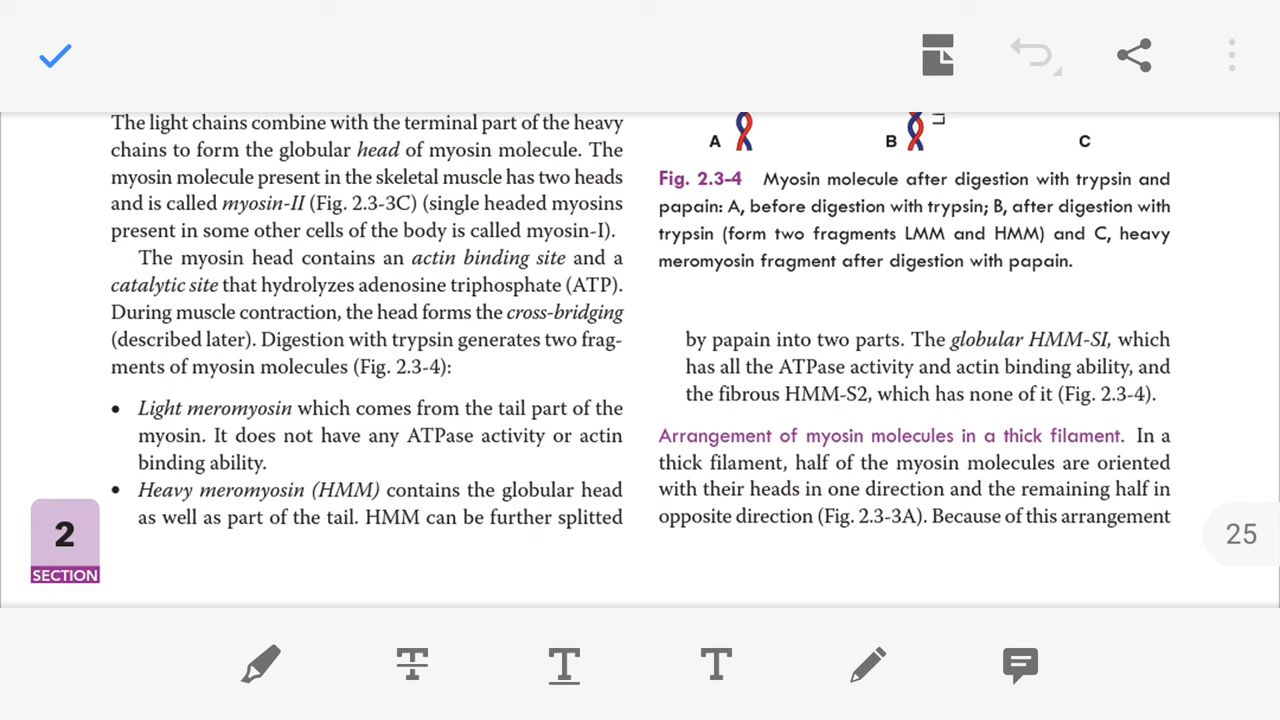 The light chains combine with the terminal part of the heavy
chains to form the globular head of myosin molecule. The
myosin molecule present in the skeletal muscle has two heads
and is called myosin-II (Fig. 2.3-3C) (single headed myosins
present in some other cells of the body is called myosin-I).
The myosin head contains an actin binding site and a
catalytic site that hydrolyzes adenosine triphosphate (ATP).
During muscle contraction, the head forms the cross-bridging
(described later). Digestion with trypsin generates two frag-
ments of myosin molecules (Fig. 2.3-4):
• Light meromyosin which comes from the tail part of the
myosin. It does not have any ATPase activity or actin
binding ability.
• Heavy meromyosin (HMM) contains the globular head
as well as part of the tail. HMM can be further splitted
2
SECTION
A B C
Fig. 2.3-4 Myosin molecule after digestion with trypsin and
papain: A, before digestion with trypsin; B, after digestion with
trypsin (form two fragments LMM and HMM) and C, heavy
meromyosin fragment after digestion with papain.
by papain into two parts. The globular HMM-SI, which
has all the ATPase activity and actin binding ability, and
the fibrous HMM-S2, which has none of it (Fig. 2.3-4).
Arrangement of myosin molecules in a thick filament. In a
thick filament, half of the myosin molecules are oriented
with their heads in one direction and the remaining half in
opposite direction (Fig. 2.3-3A). Because of this arrangement
25